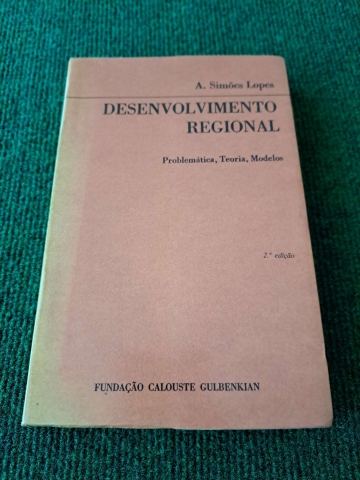 A. Simões Lopes
DESENVOLVIMENTO
REGIONAL
Problemática, Teoria, Modelos
2.ª edição
FUNDAÇÃO CALOUSTE GULBENKIAN